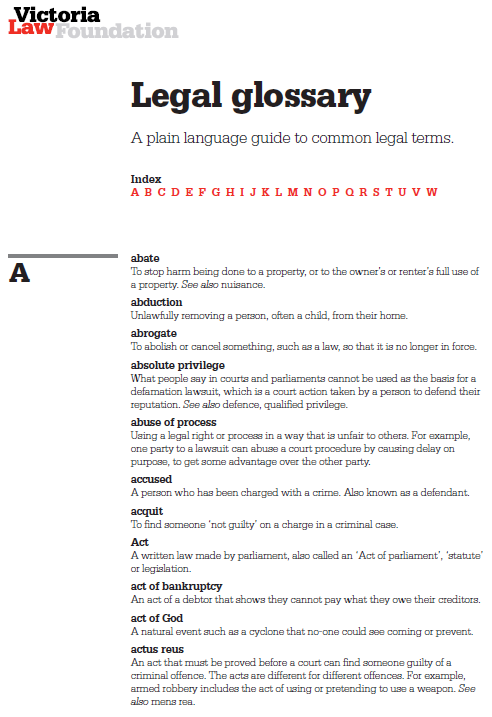 Victoria
Law Foundation
Legal glossary
A plain language guide to common legal terms.
Index
A B C D E F G H I J K L M N O P Q R S T U V W
A
abate
To stop harm being done to a property, or to the owner's or renter's full use of
a property. See also nuisance.
abduction
Unlawfully removing a person, often a child, from their home.
abrogate
To abolish or cancel something, such as a law, so that it is no longer in force.
absolute privilege
What people say in courts and parliaments cannot be used as the basis for a
defamation lawsuit, which is a court action taken by a person to defend their
reputation. See also defence, qualified privilege.
abuse of process
Using a legal right or process in a way that is unfair to others. For example,
one party to a lawsuit can abuse a court procedure by causing delay on
purpose, to get some advantage over the other party.
accused
A person who has been charged with a crime. Also known as a defendant.
acquit
To find someone 'not guilty' on a charge in a criminal case.
Act
A written law made by parliament, also called an 'Act of parliament', 'statute'
or legislation.
act of bankruptcy
An act of a debtor that shows they cannot pay what they owe their creditors.
act of God
A natural event such as a cyclone that no-one could see coming or prevent.
actus reus
An act that must be proved before a court can find someone guilty of a
criminal offence. The acts are different for different offences. For example,
armed robbery includes the act of using or pretending to use a weapon. See
also mens rea.